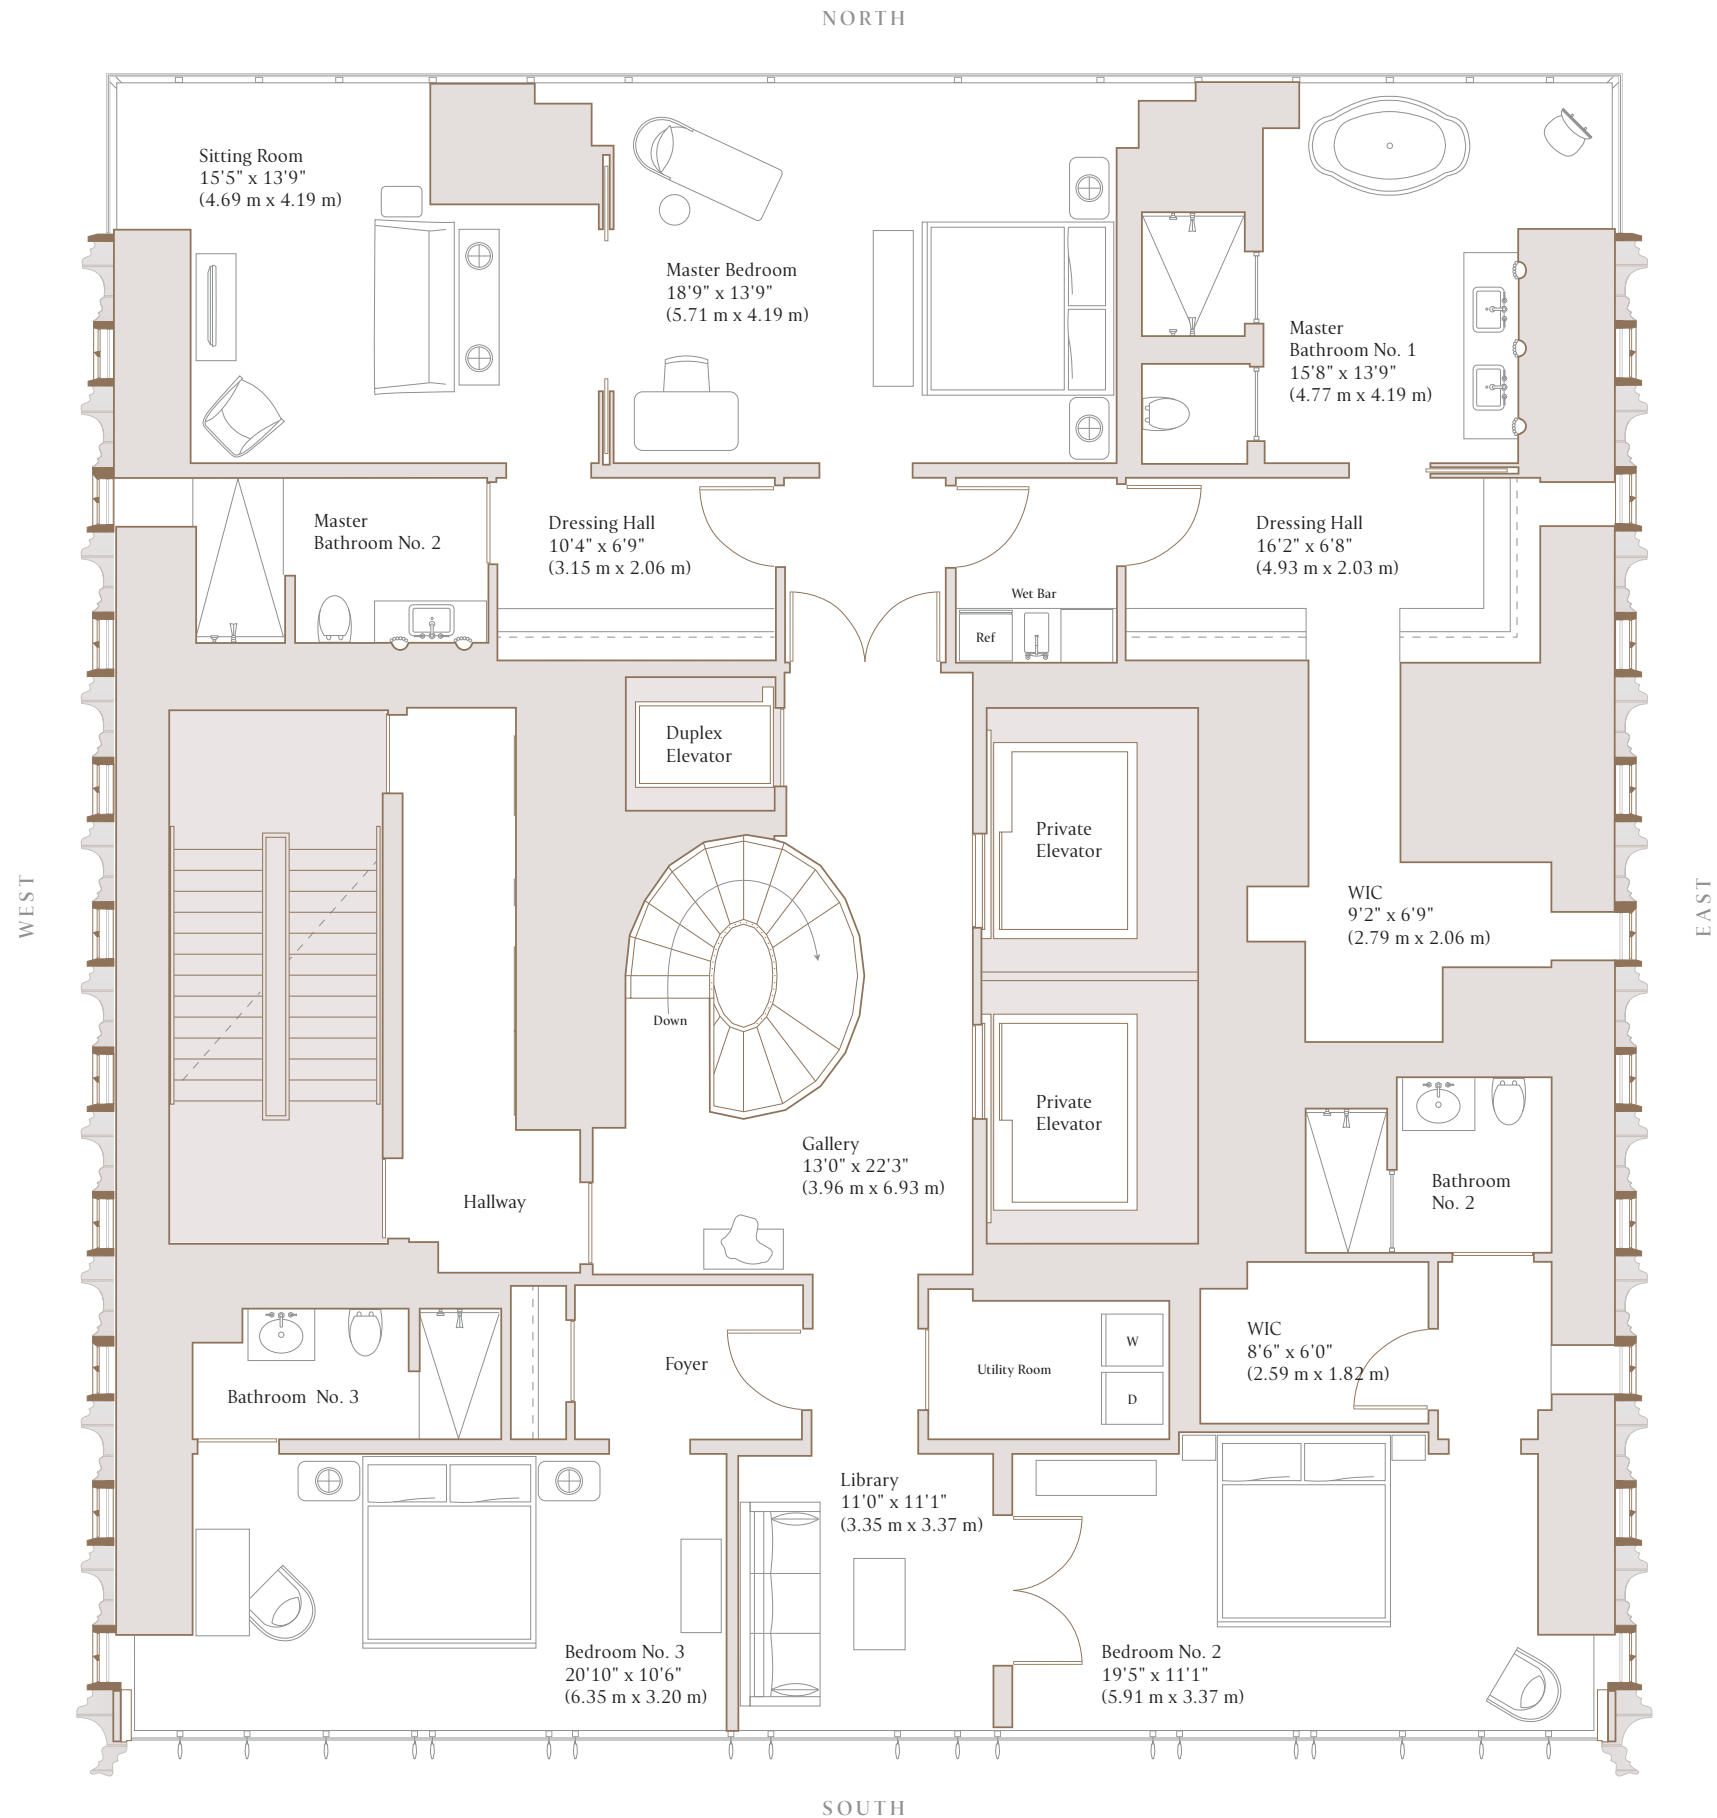 NORTH
Sitting Room
15'5" x 13'9"
(4.69 m x 4.19 m)
Master Bedroom
18'9" x 13'9"
(5.71 m x 4.19 m)
Master
Bathroom No. 1
15'8" x 13'9"
(4.77 m x 4.19 m)
Master
Bathroom No. 2
Dressing Hall
10'4" x 6'9"
(3.15 m x 2.06 m)
Wet Bar
Ref
Dressing Hall
16'2" x 6'8"
(4.93 m x 2.03 m)
Duplex
Elevator
Private
Elevator
WIC
9'2" x 6'9"
(2.79 m x 2.06 m)
WEST
EAST
Down
Private
Elevator
Gallery
13'0" x 22'3"
(3.96 m x 6.93 m)
Hallway
Bathroom
No. 2
Foyer
Utility Room
W
D
WIC
8'6" x 6'0"
(2.59 m x 1.82 m)
Bathroom No. 3
Library
11'0" x 11'1"
(3.35 m x 3.37 m)
Bedroom No. 3
20'10" x 10'6"
(6.35 m x 3.20 m)
Bedroom No. 2
19'5" x 11'1"
(5.91 m x 3.37 m)
SOUTH